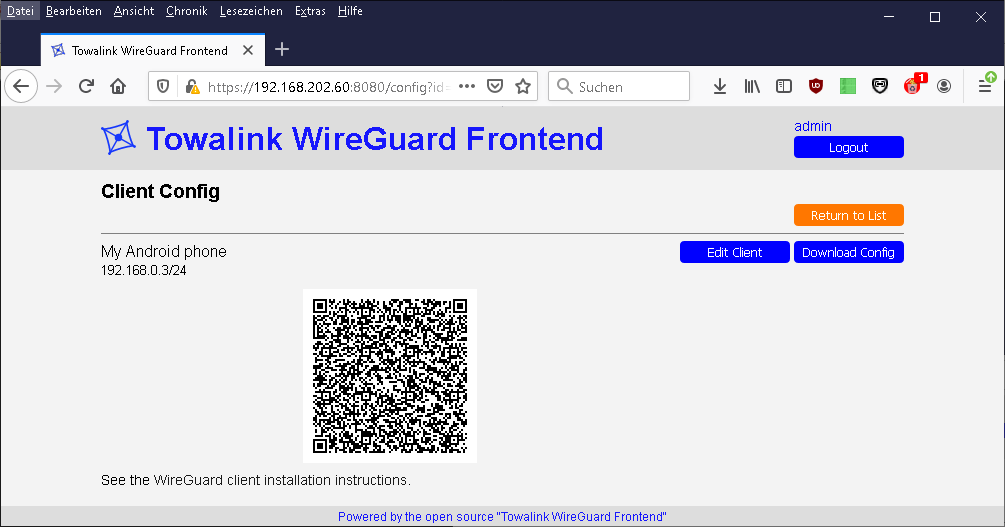 Datei Bearbeiten Ansicht Chronik Lesezeichen Extras Hilfe
Towalink WireGuard Frontend
https://192.168.202.60:8080/config?id=
Suchen
1
Towalink WireGuard Frontend
admin
Logout
Client Config
Return to List
My Android phone
Edit Client
Download Config
192.168.0.3/24
See the WireGuard client installation instructions.
Powered by the open source "Towalink WireGuard Frontend"